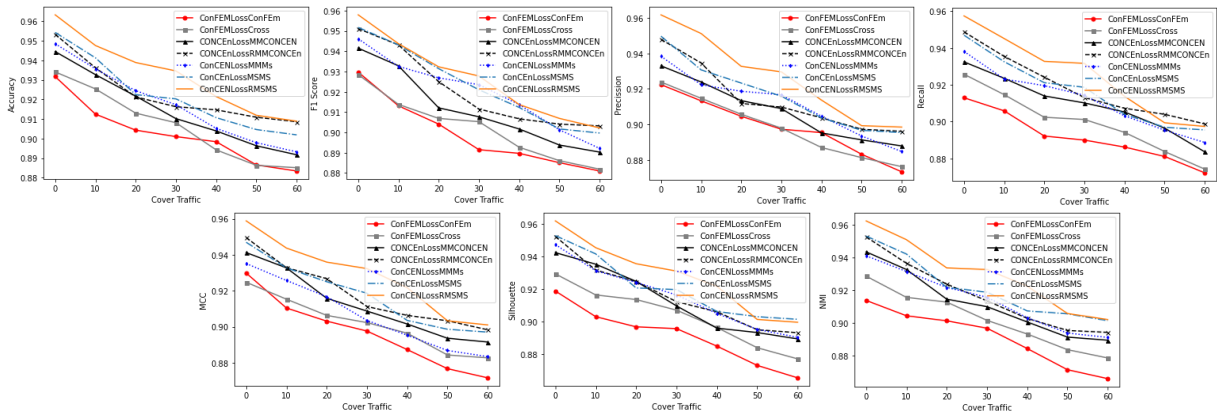 Accuracy
0.96
0.95
0.94
0.93
0.92
0.91
0.90
0.89
0.88
ConFEMLossConFEm
ConFEMLossCross
CONCEnLossMMCONCEN
CONCEnLossRMMCONCEn
ConCENLossMMMs
ConCEnLossMSMS
ConCENLossRMSMS
0 10 20 30 40 50 60
Cover Traffic
F1 Score
0.96
0.95
0.94
0.93
0.92
0.91
0.90
0.89
0.88
ConFEMLossConFEm
ConFEMLossCross
CONCEnLossMMCONCEN
CONCEnLossRMMCONCEn
ConCENLossMMMs
ConCEnLossMSMS
ConCENLossRMSMS
0 10 20 30 40 50 60
Cover Traffic
Precission
0.96
0.94
0.92
0.90
0.88
ConFEMLossConFEm
ConFEMLossCross
CONCEnLossMMCONCEN
CONCEnLossRMMCONCEn
ConCENLossMMMs
ConCEnLossMSMS
ConCENLossRMSMS
0 10 20 30 40 50 60
Cover Traffic
Recall
0.96
0.94
0.92
0.90
0.88
ConFEMLossConFEm
ConFEMLossCross
CONCEnLossMMCONCEN
CONCEnLossRMMCONCEn
ConCENLossMMMs
ConCEnLossMSMS
ConCENLossRMSMS
0 10 20 30 40 50 60
Cover Traffic
MCC
0.96
0.94
0.92
0.90
0.88
ConFEMLossConFEm
ConFEMLossCross
CONCEnLossMMCONCEN
CONCEnLossRMMCONCEn
ConCENLossMMMs
ConCEnLossMSMS
ConCENLossRMSMS
0 10 20 30 40 50 60
Cover Traffic
Silhouette
0.96
0.94
0.92
0.90
0.88
ConFEMLossConFEm
ConFEMLossCross
CONCEnLossMMCONCEN
CONCEnLossRMMCONCEn
ConCENLossMMMs
ConCEnLossMSMS
ConCENLossRMSMS
0 10 20 30 40 50 60
Cover Traffic
NMI
0.96
0.94
0.92
0.90
0.88
ConFEMLossConFEm
ConFEMLossCross
CONCEnLossMMCONCEN
CONCEnLossRMMCONCEn
ConCENLossMMMs
ConCEnLossMSMS
ConCENLossRMSMS
0 10 20 30 40 50 60
Cover Traffic